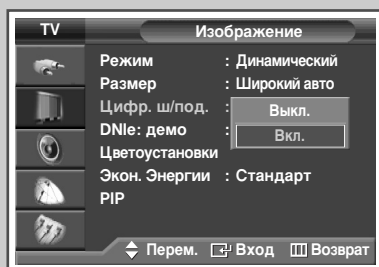 TV Изображение
Режим : Динамический
Размер : Широкий авто
Цифр. ш/под. : Выкл.
DNIe: демо : Вкл.
Цветоустановки
Экон. Энергии : Стандарт
PIP
Перем. Вход Возврат